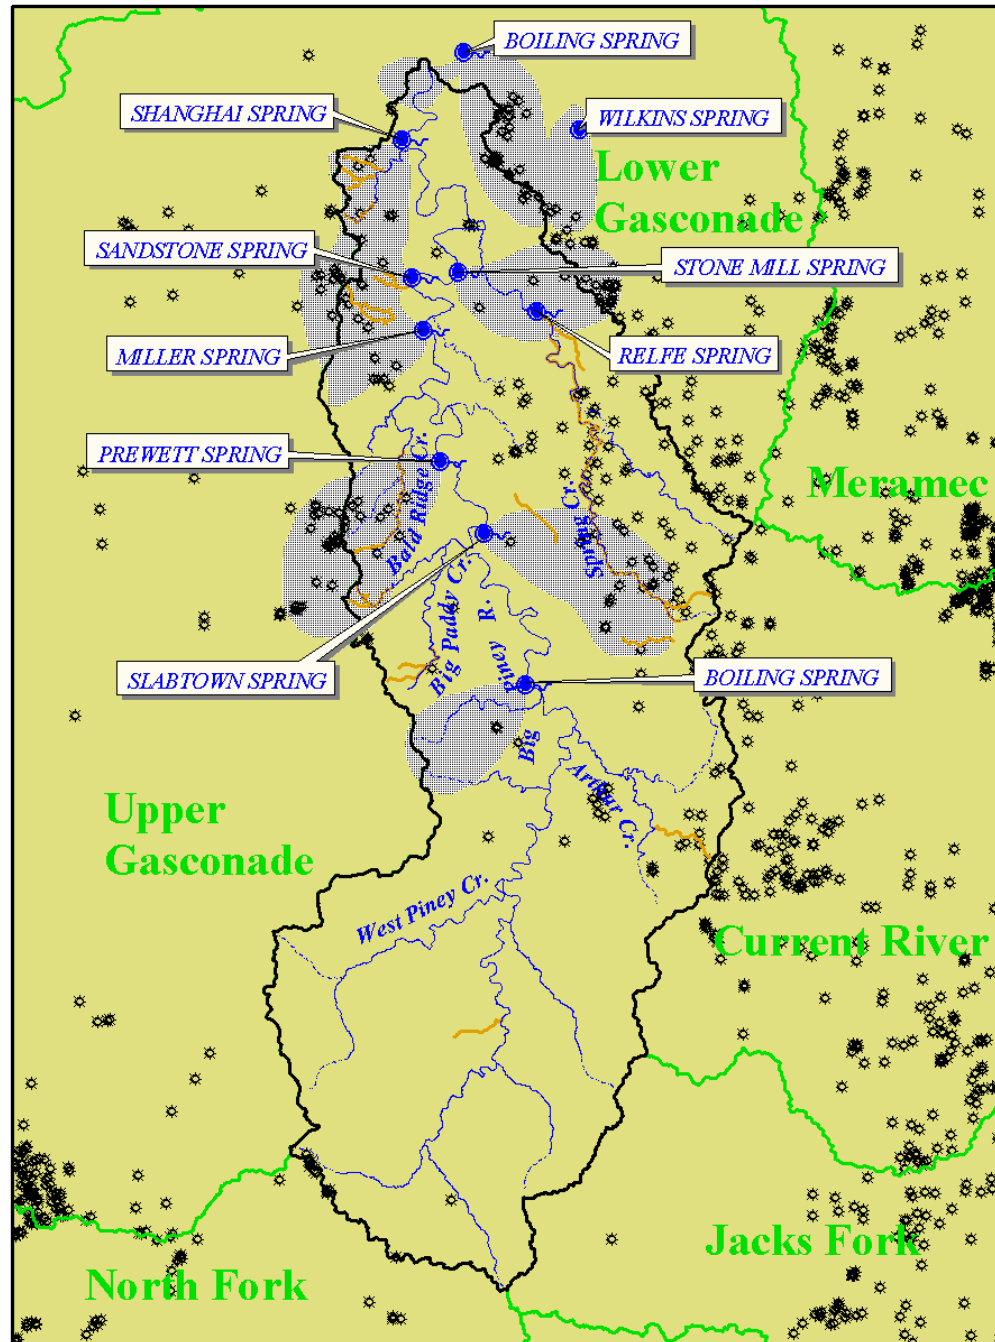 BOILING SPRING
SHANGHAI SPRING
WILKINS SPRING
Lower
Gasconade
SANDSTONE SPRING
STONE MILL SPRING
MILLER SPRING
RELFE SPRING
PREWETT SPRING
Bald Ridge Cr.
Spring Cr.
Meramec
Big Paddy Cr.
SLABTOWN SPRING
Big Piney R.
BOILING SPRING
Arthur Cr.
Upper
Gasconade
West Piney Cr.
Current River
Jacks Fork
North Fork